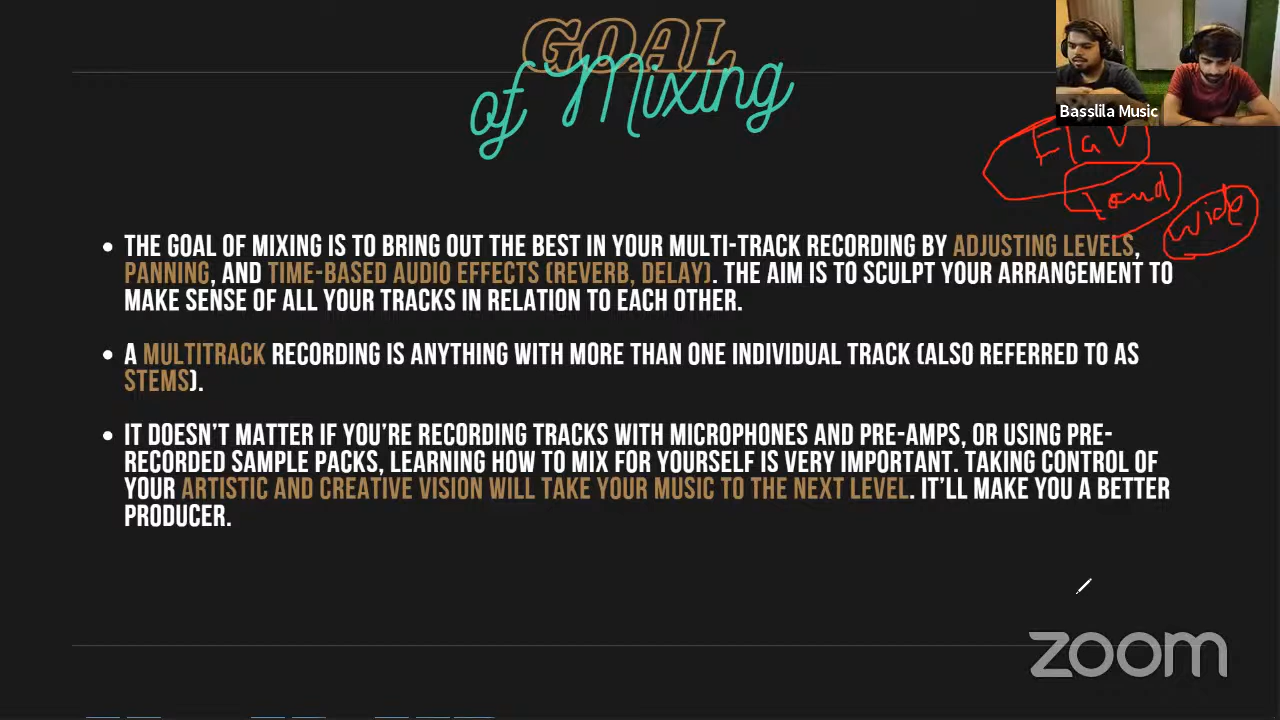 GOAL
of Mixing
Basslila Music
Wide
• THE GOAL OF MIXING IS TO BRING OUT THE BEST IN YOUR MULTI-TRACK RECORDING BY ADJUSTING LEVELS,
PANNING, AND TIME-BASED AUDIO EFFECTS (REVERB, DELAY). THE AIM IS TO SCULPT YOUR ARRANGEMENT TO
MAKE SENSE OF ALL YOUR TRACKS IN RELATION TO EACH OTHER.
• A MULTITRACK RECORDING IS ANYTHING WITH MORE THAN ONE INDIVIDUAL TRACK (ALSO REFERRED TO AS
STEMS).
• IT DOESN'T MATTER IF YOU'RE RECORDING TRACKS WITH MICROPHONES AND PRE-AMPS, OR USING PRE-
RECORDED SAMPLE PACKS, LEARNING HOW TO MIX FOR YOURSELF IS VERY IMPORTANT. TAKING CONTROL OF
YOUR ARTISTIC AND CREATIVE VISION WILL TAKE YOUR MUSIC TO THE NEXT LEVEL. IT'LL MAKE YOU A BETTER
PRODUCER.
zoom